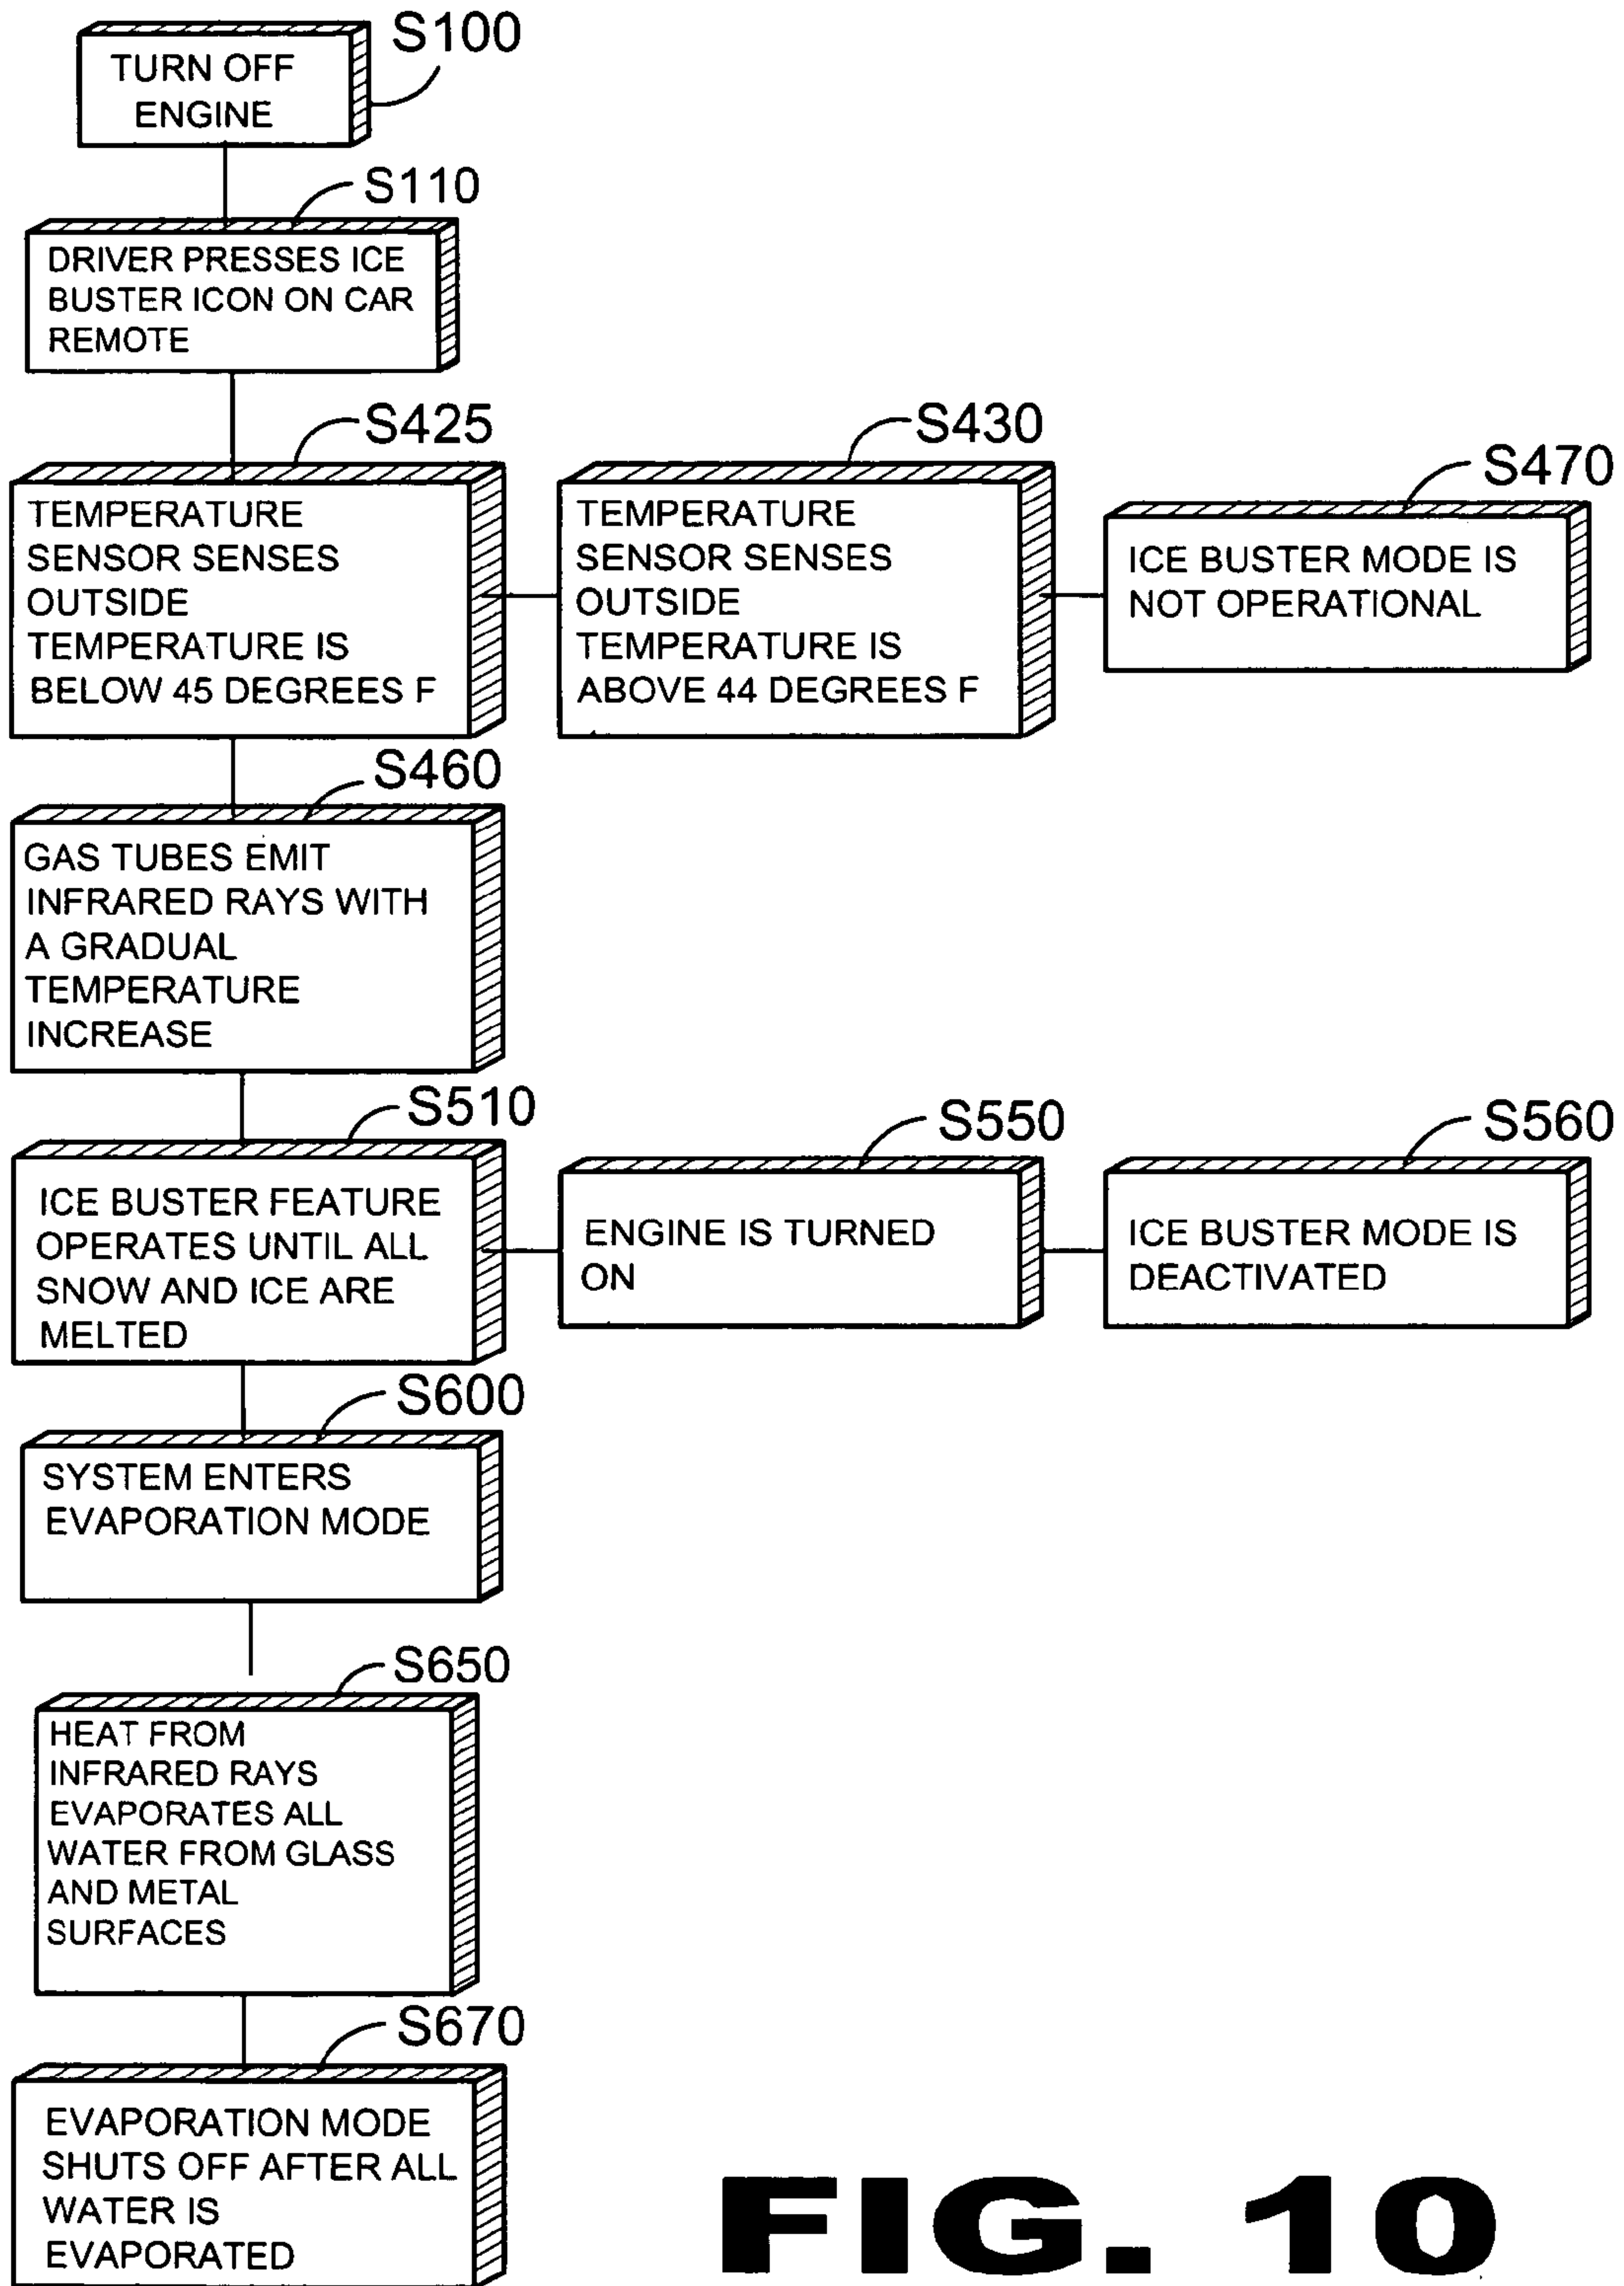 S100
TURN OFF
ENGINE
S110
DRIVER PRESSES ICE
BUSTER ICON ON CAR
REMOTE
S425
TEMPERATURE
SENSOR SENSES
OUTSIDE
TEMPERATURE IS
BELOW 45 DEGREES F
S430
TEMPERATURE
SENSOR SENSES
OUTSIDE
TEMPERATURE IS
ABOVE 44 DEGREES F
S470
ICE BUSTER MODE IS
NOT OPERATIONAL
S460
GAS TUBES EMIT
INFRARED RAYS WITH
A GRADUAL
TEMPERATURE
INCREASE
S510
ICE BUSTER FEATURE
OPERATES UNTIL ALL
SNOW AND ICE ARE
MELTED
S550
ENGINE IS TURNED
ON
S560
ICE BUSTER MODE IS
DEACTIVATED
S600
SYSTEM ENTERS
EVAPORATION MODE
S650
HEAT FROM
INFRARED RAYS
EVAPORATES ALL
WATER FROM GLASS
AND METAL
SURFACES
S670
EVAPORATION MODE
SHUTS OFF AFTER ALL
WATER IS
EVAPORATED
FIG. 10